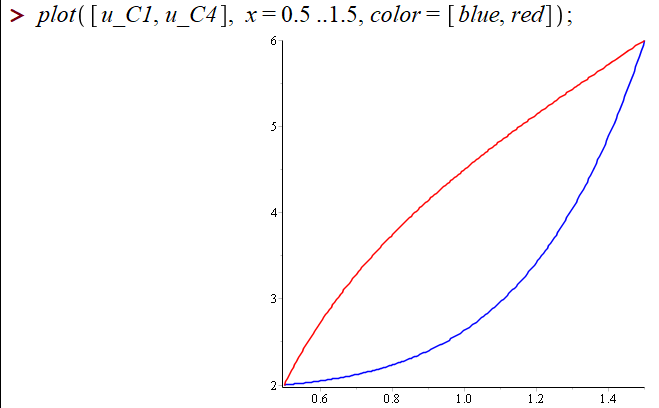 > plot([u_C1, u_C4], x = 0.5 ..1.5, color = [blue, red]);
6
5
4
3
2
0.6 0.8 1.0 1.2 1.4